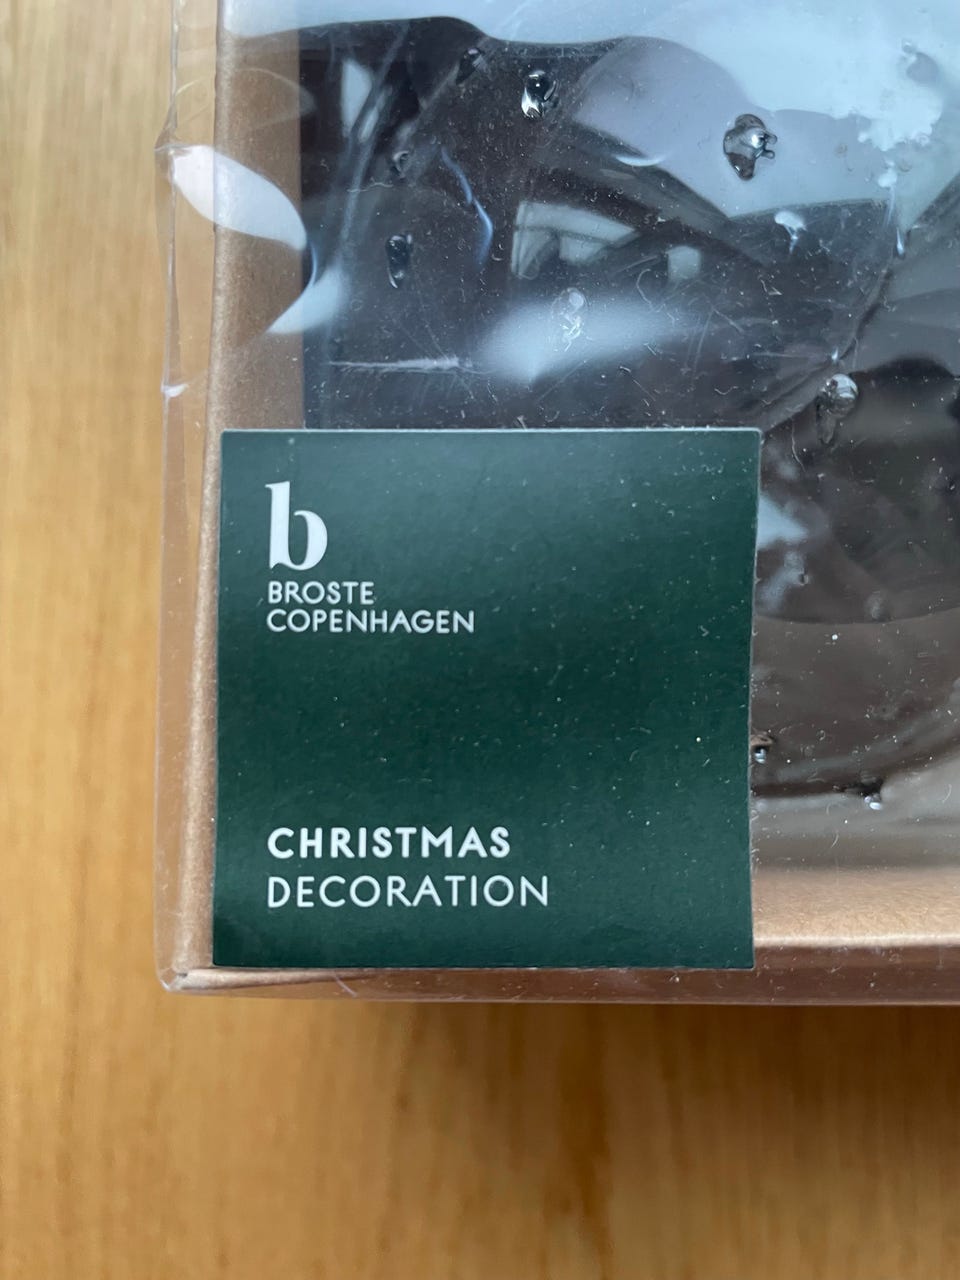 b
BROSTE
COPENHAGEN
CHRISTMAS
DECORATION